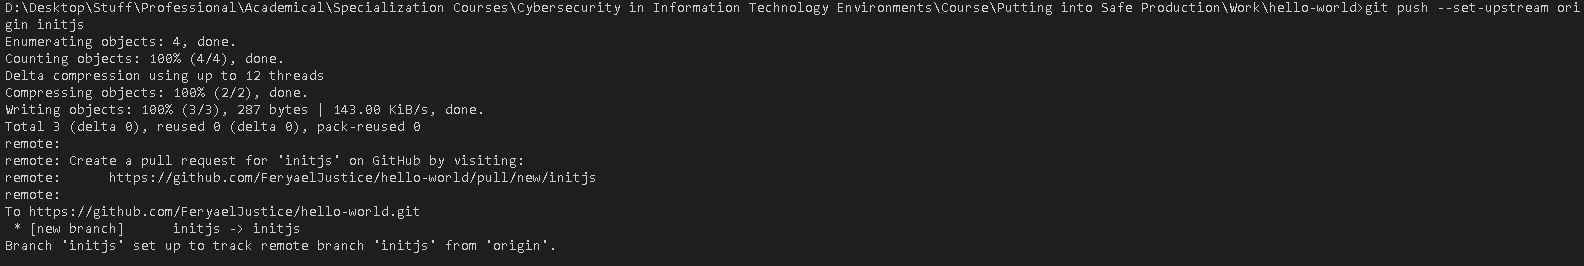 D:\Desktop\Stuff\Professional\Academical\Specialization Courses\Cybersecurity in Information Technology Environments\Course\Putting into Safe Production\Work\hello-world>git push --set-upstream ori
gin initjs
Enumerating objects: 4, done.
Counting objects: 100% (4/4), done.
Delta compression using up to 12 threads
Compressing objects: 100% (2/2), done.
Writing objects: 100% (3/3), 287 bytes | 143.00 KiB/s, done.
Total 3 (delta 0), reused 0 (delta 0), pack-reused 0
remote:
remote: Create a pull request for 'initjs' on GitHub by visiting:
remote:      https://github.com/FeryaelJustice/hello-world/pull/new/initjs
remote:
To https://github.com/FeryaelJustice/hello-world.git
 * [new branch]      initjs -> initjs
Branch 'initjs' set up to track remote branch 'initjs' from 'origin'.